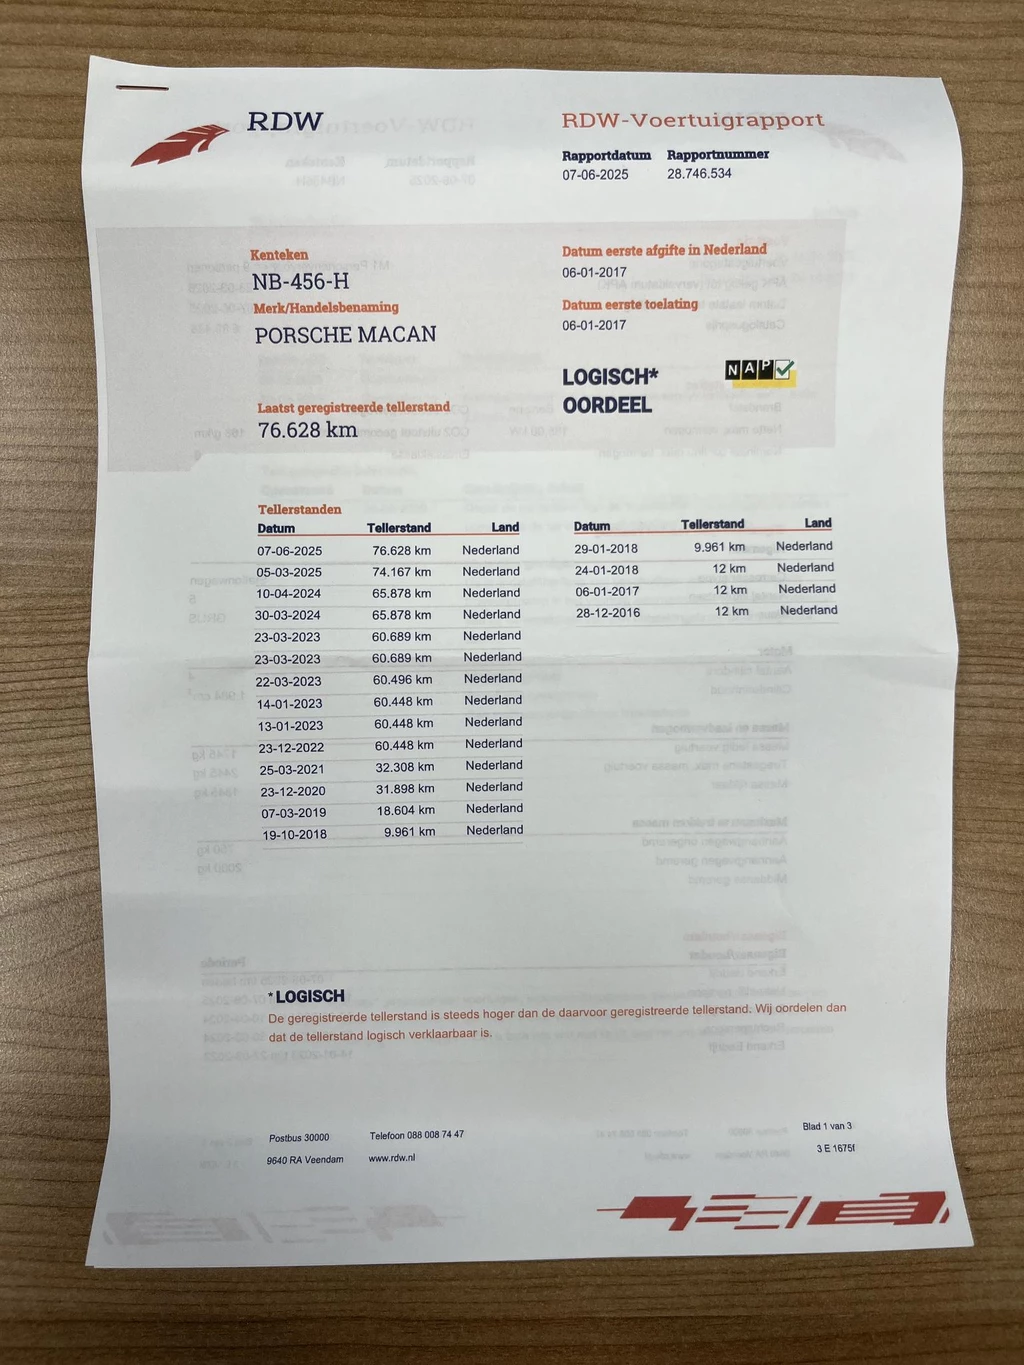 RDW
RDW-Voertuigrapport
Rapportdatum Rapportnummer
07-06-2025 28.746.534
Kenteken
NB-456-H
Merk/Handelsbenaming
PORSCHE MACAN
Laatst geregistreerde tellerstand
76.628 km
Datum eerste afgifte in Nederland
06-01-2017
Datum eerste toelating
06-01-2017
LOGISCH*
OORDEEL
NAP
Tellerstanden
Datum Tellerstand Land
07-06-2025 76.628 km Nederland
05-03-2025 74.167 km Nederland
10-04-2024 65.878 km Nederland
30-03-2024 65.878 km Nederland
23-03-2023 60.689 km Nederland
23-03-2023 60.689 km Nederland
22-03-2023 60.496 km Nederland
14-01-2023 60.448 km Nederland
13-01-2023 60.448 km Nederland
23-12-2022 60.448 km Nederland
25-03-2021 32.308 km Nederland
23-12-2020 31.898 km Nederland
07-03-2019 18.604 km Nederland
19-10-2018 9.961 km Nederland
Datum Tellerstand Land
29-01-2018 9.961 km Nederland
24-01-2018 12 km Nederland
06-01-2017 12 km Nederland
28-12-2016 12 km Nederland
* LOGISCH
De geregistreerde tellerstand is steeds hoger dan de daarvoor geregistreerde tellerstand. Wij oordelen dan
dat de tellerstand logisch verklaarbaar is.
Postbus 30000 Telefoon 088 008 74 47
9640 RA Veendam www.rdw.nl
Blad 1 van 3
3 E 1675f